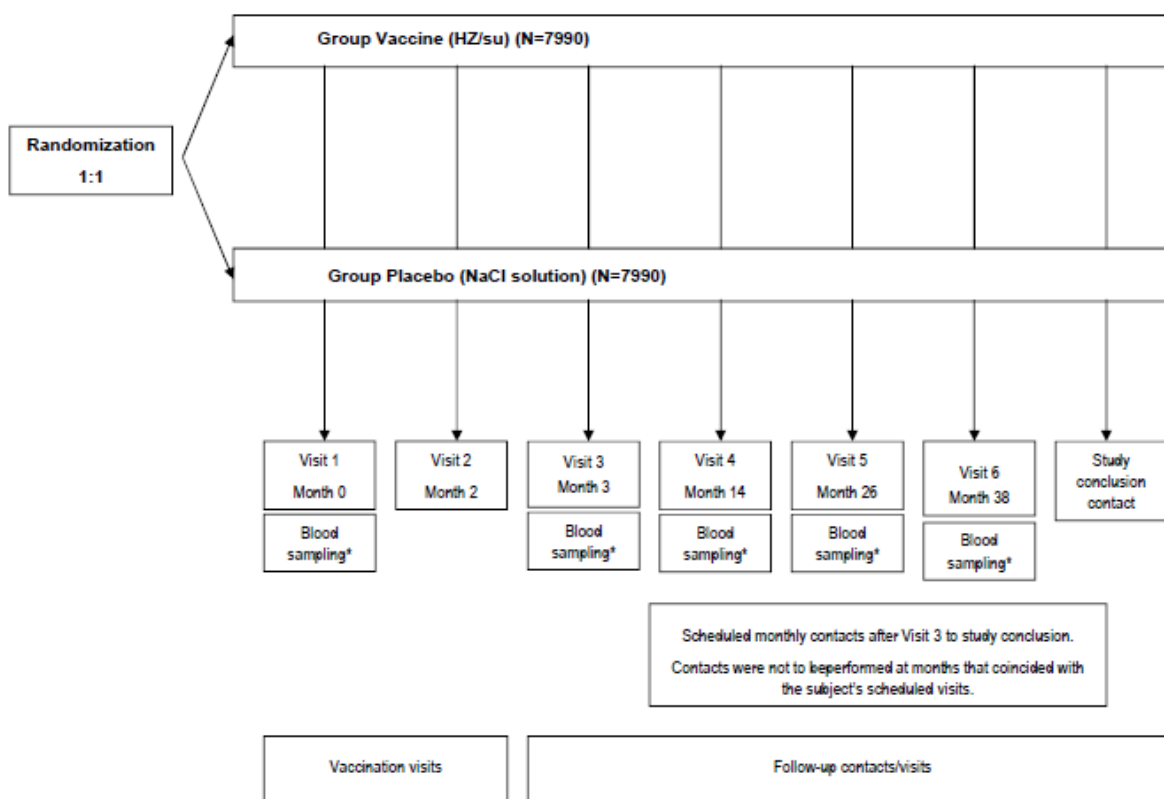 Group Vaccine (HZ/su) (N=7990)
Randomization
1:1
Group Placebo (NaCl solution) (N=7990)
Visit 1
Month 0
Visit 2
Month 2
Visit 3
Month 3
Visit 4
Month 14
Visit 5
Month 26
Visit 6
Month 38
Study
conclusion
contact
Blood
sampling*
Blood
sampling*
Blood
sampling*
Blood
sampling*
Blood
sampling*
Scheduled monthly contacts after Visit 3 to study conclusion.
Contacts were not to beperformed at months that coincided with
the subject's scheduled visits.
Vaccination visits
Follow-up contacts/visits